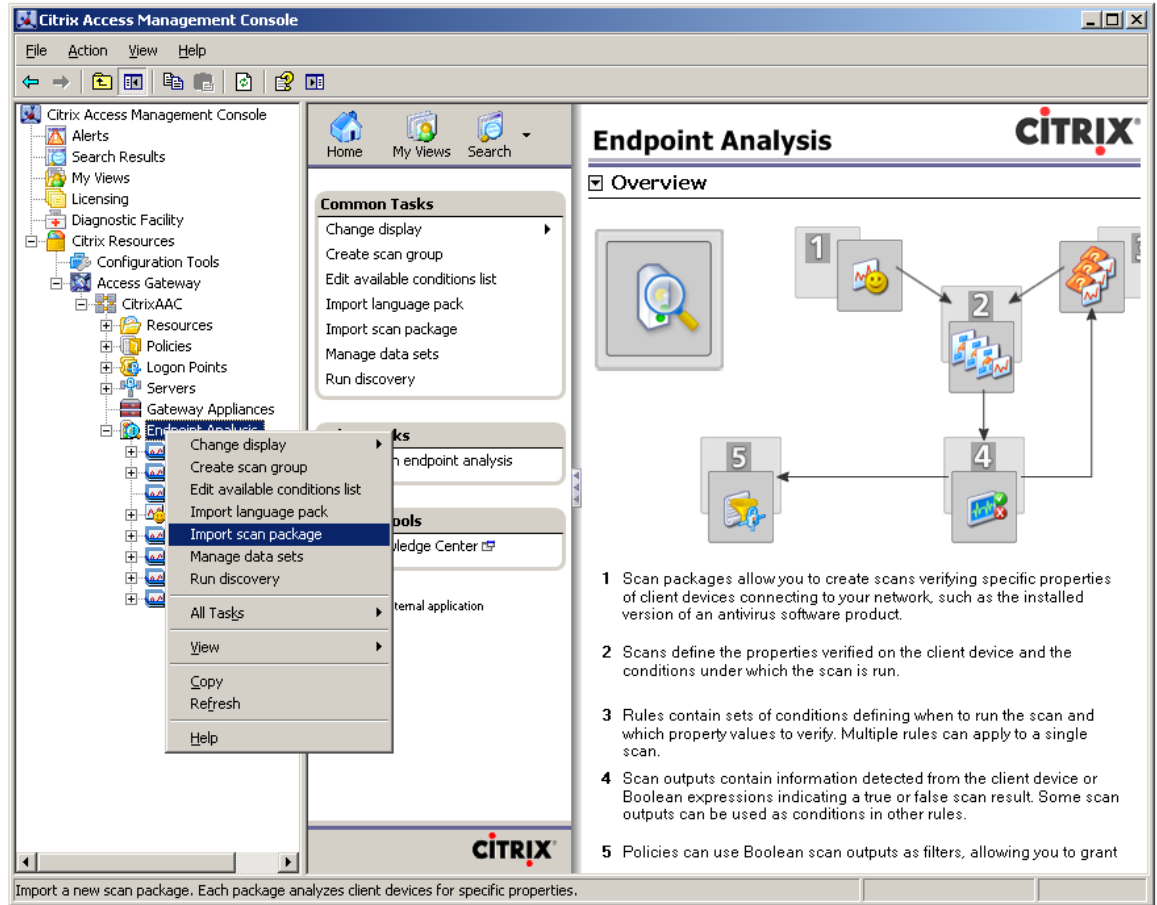 Citrix Access Management Console
File Action View Help
Citrix Access Management Console
Alerts
Search Results
My Views
Licensing
Diagnostic Facility
Citrix Resources
Configuration Tools
Access Gateway
CitrixAAC
Resources
Policies
Logon Points
Servers
Gateway Appliances
Endpoint Analysis
Change display
Create scan group
Edit available conditions list
Import language pack
Import scan package
Manage data sets
Run discovery
All Tasks
View
Copy
Refresh
Help
Home My Views Search
Common Tasks
Change display
Create scan group
Edit available conditions list
Import language pack
Import scan package
Manage data sets
Run discovery
ks
n endpoint analysis
ools
ledge Center
ternal application
CITRIX
Endpoint Analysis
CITRIX
Overview
1
2
4
5
1 Scan packages allow you to create scans verifying specific properties
of client devices connecting to your network, such as the installed
version of an antivirus software product.
2 Scans define the properties verified on the client device and the
conditions under which the scan is run.
3 Rules contain sets of conditions defining when to run the scan and
which property values to verify. Multiple rules can apply to a single
scan.
4 Scan outputs contain information detected from the client device or
Boolean expressions indicating a true or false scan result. Some scan
outputs can be used as conditions in other rules.
5 Policies can use Boolean scan outputs as filters, allowing you to grant
Import a new scan package. Each package analyzes client devices for specific properties.